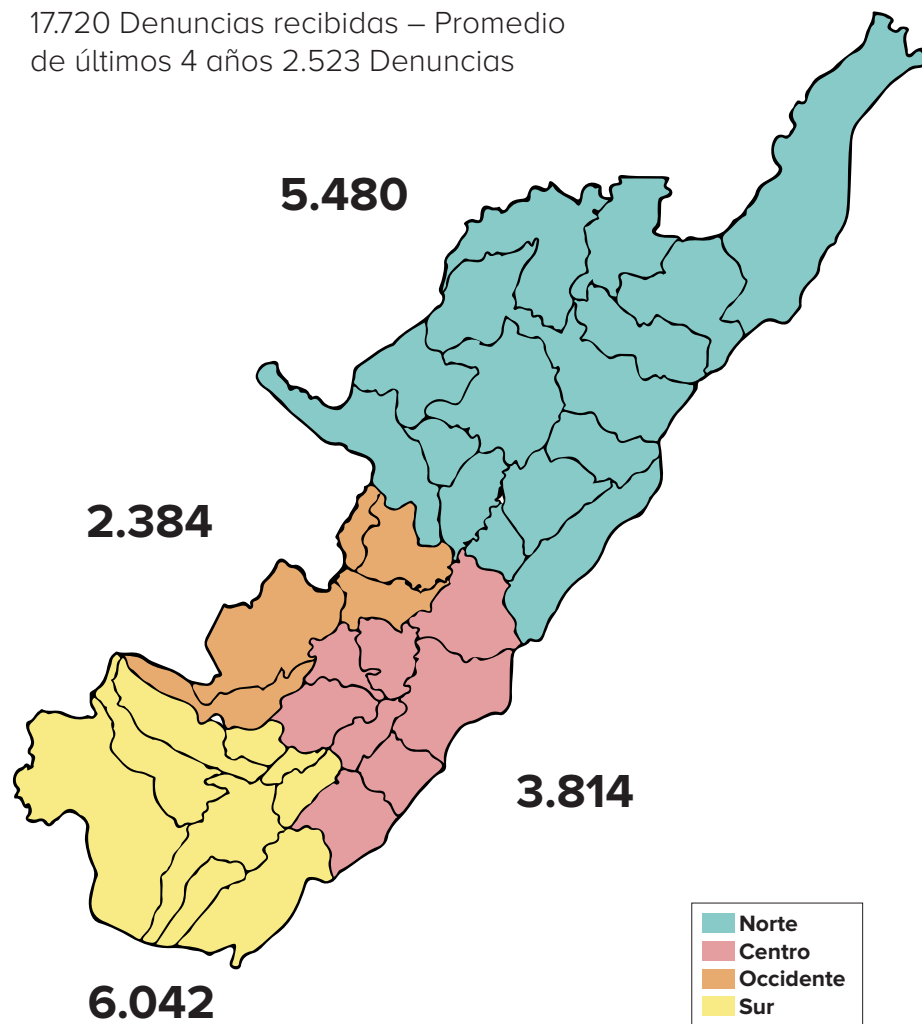 17.720 Denuncias recibidas – Promedio
de últimos 4 años 2.523 Denuncias
5.480
2.384
3.814
6.042
Norte
Centro
Occidente
Sur